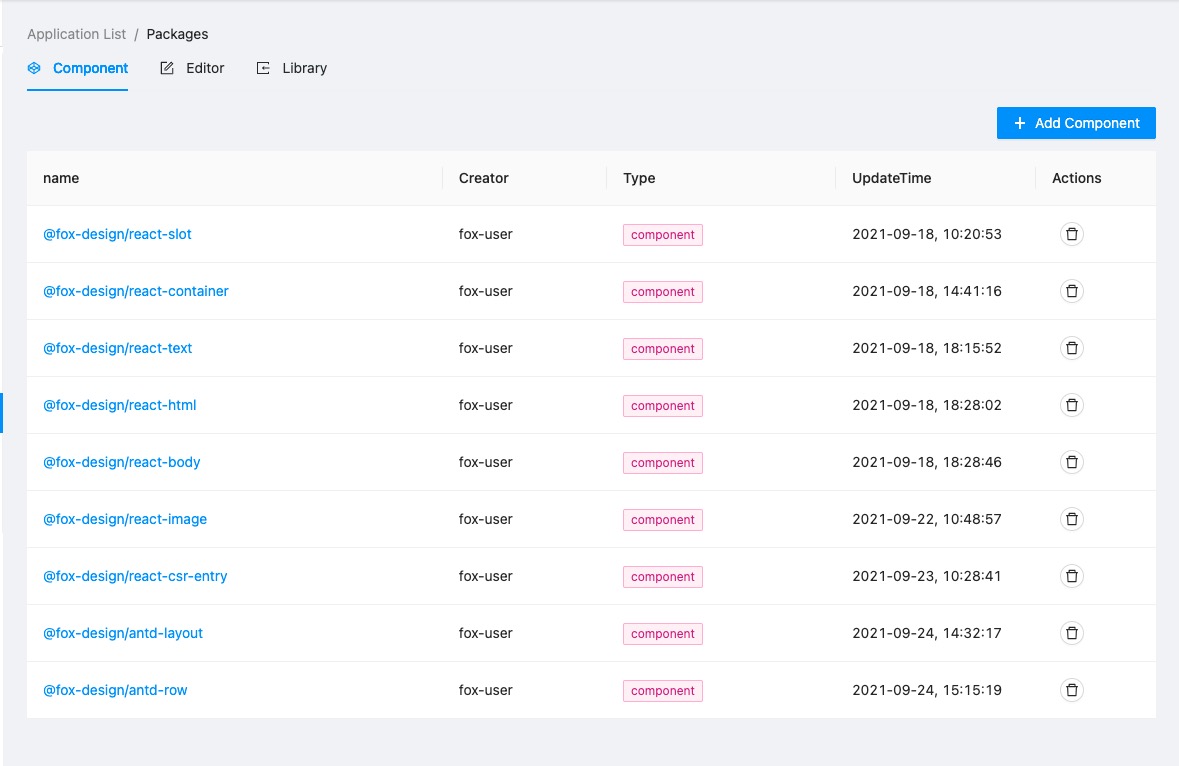 Application List / Packages
Component Editor Library
Add Component
name Creator Type UpdateTime Actions
@fox-design/react-slot fox-user component 2021-09-18, 10:20:53
@fox-design/react-container fox-user component 2021-09-18, 14:41:16
@fox-design/react-text fox-user component 2021-09-18, 18:15:52
@fox-design/react-html fox-user component 2021-09-18, 18:28:02
@fox-design/react-body fox-user component 2021-09-18, 18:28:46
@fox-design/react-image fox-user component 2021-09-22, 10:48:57
@fox-design/react-csr-entry fox-user component 2021-09-23, 10:28:41
@fox-design/antd-layout fox-user component 2021-09-24, 14:32:17
@fox-design/antd-row fox-user component 2021-09-24, 15:15:19